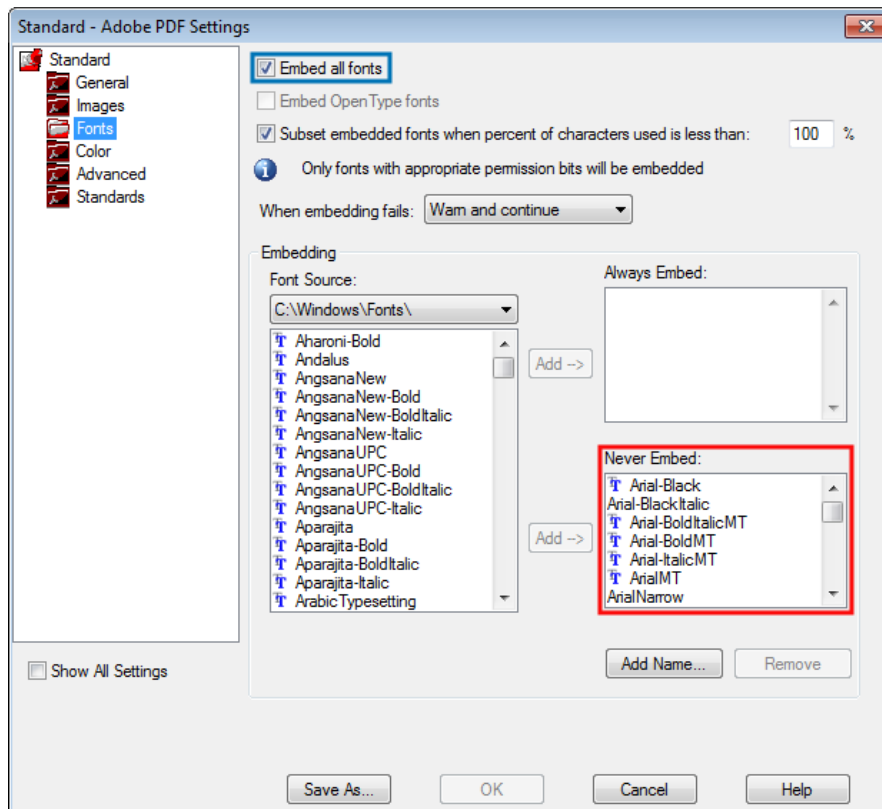 Standard - Adobe PDF Settings
Standard
General
Images
Fonts
Color
Advanced
Standards
Show All Settings
Embed all fonts
Embed OpenType fonts
Subset embedded fonts when percent of characters used is less than: 100 %
Only fonts with appropriate permission bits will be embedded
When embedding fails: Warn and continue
Embedding
Font Source:
C:\Windows\Fonts\
Aharoni-Bold
Andalus
AngsanaNew
AngsanaNew-Bold
AngsanaNew-BoldItalic
AngsanaNew-Italic
AngsanaUPC
AngsanaUPC-Bold
AngsanaUPC-BoldItalic
AngsanaUPC-Italic
Aparajita
Aparajita-Bold
Aparajita-BoldItalic
Aparajita-Italic
ArabicTypesetting
Add -->
Add -->
Always Embed:
Never Embed:
Arial-Black
Arial-BlackItalic
Arial-BoldItalicMT
Arial-BoldMT
Arial-ItalicMT
ArialMT
ArialNarrow
Add Name... Remove
Save As... OK Cancel Help